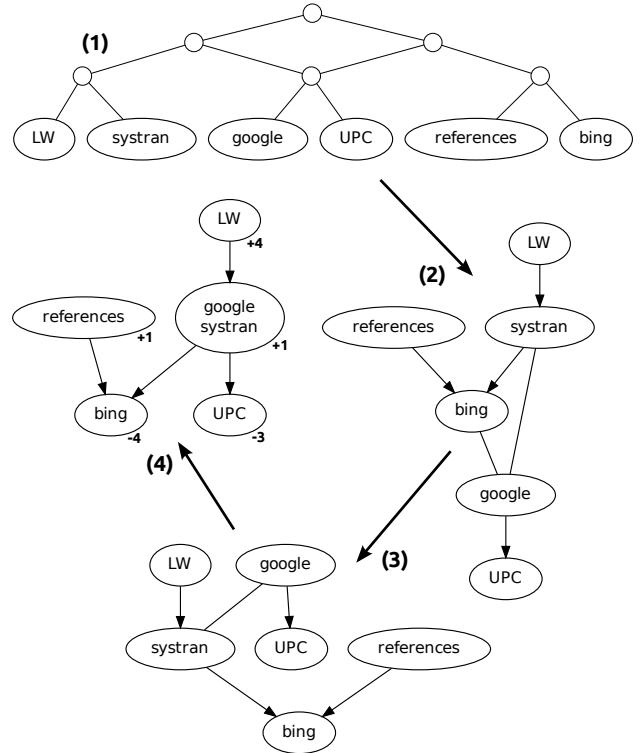 (1)
LW
systran
google
UPC
references
bing
(2)
LW
references
systran
bing
google
UPC
(3)
LW
google
systran
UPC
references
bing
(4)
LW
+4
references
+1
google
systran
+1
bing
-4
UPC
-3